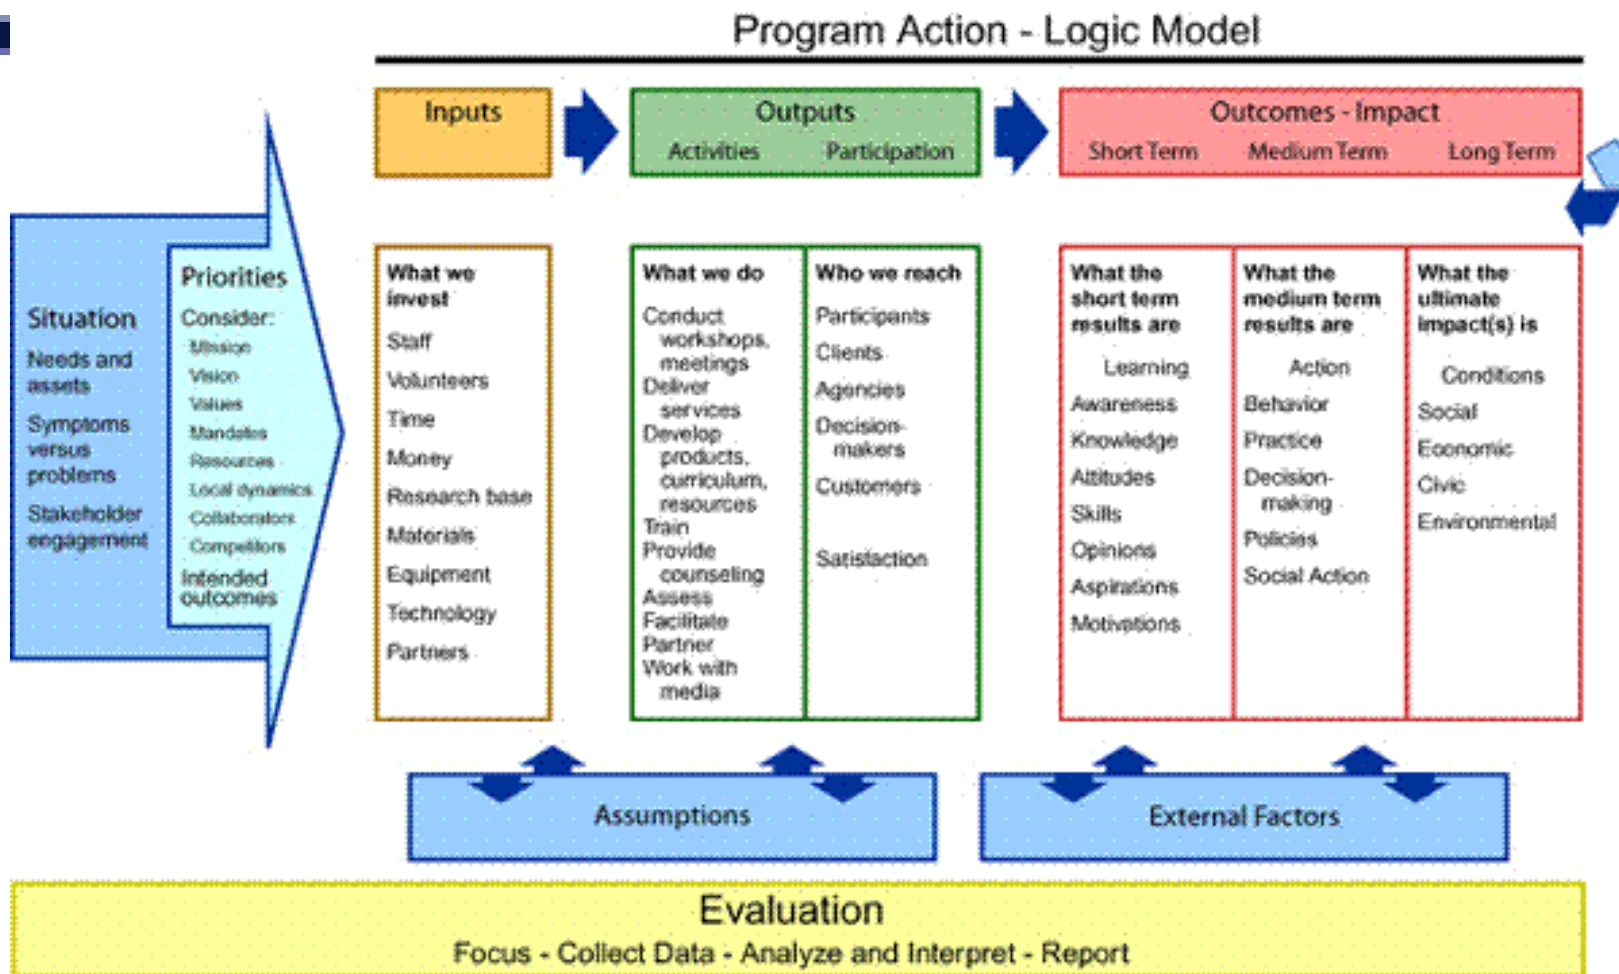 Program Action - Logic Model
Inputs
Outputs
Activities Participation
Outcomes - Impact
Short Term Medium Term Long Term
Situation
Needs and
assets
Symptoms
versus
problems
Stakeholder
engagement
Priorities
Consider:
Mission
Vision
Values
Mandates
Resources
Local dynamics
Collaborators
Competitors
Intended
outcomes
What we
invest
Staff
Volunteers
Time
Money
Research base
Materials
Equipment
Technology
Partners
What we do
Conduct
workshops,
meetings
Deliver
services
Develop
products,
curriculum,
resources
Train
Provide
counseling
Assess
Facilitate
Partner
Work with
media
Who we reach
Participants
Clients
Agencies
Decision-
makers
Customers
Satisfaction
What the
short term
results are
Learning
Awareness
Knowledge
Attitudes
Skills
Opinions
Aspirations
Motivations
What the
medium term
results are
Action
Behavior
Practice
Decision-
making
Policies
Social Action
What the
ultimate
impact(s) is
Conditions
Social
Economic
Civic
Environmental
Assumptions
External Factors
Evaluation
Focus - Collect Data - Analyze and Interpret - Report